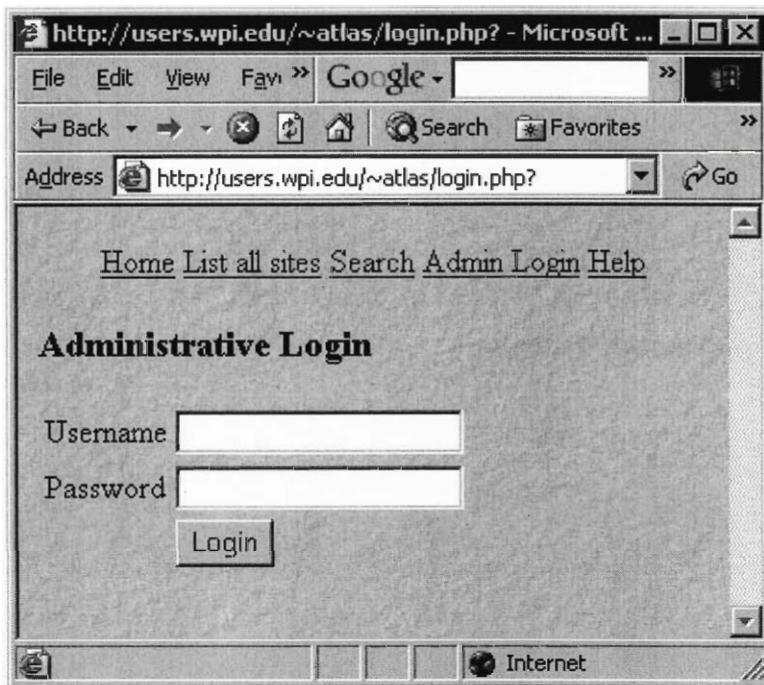 http://users.wpi.edu/~atlas/login.php? - Microsoft ...
File Edit View Favi » Google »
Back Search Favorites »
Address http://users.wpi.edu/~atlas/login.php? Go
Home List all sites Search Admin Login Help
Administrative Login
Username
Password
Login
Internet